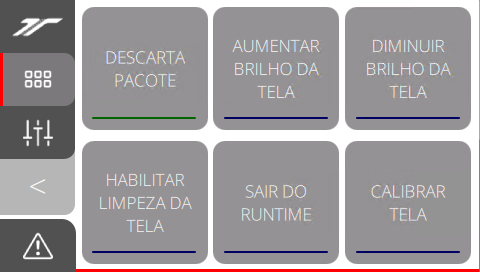 DESCARTA
PACOTE
AUMENTAR
BRILHO DA
TELA
DIMINUIR
BRILHO DA
TELA
<
HABILITAR
LIMPEZA DA
TELA
SAIR DO
RUNTIME
CALIBRAR
TELA